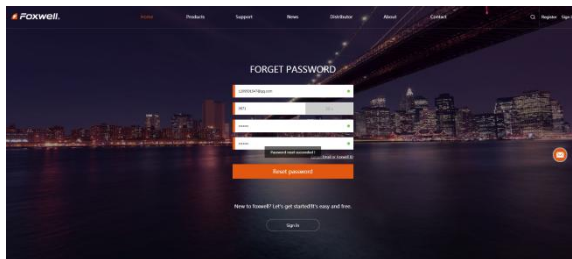 Foxwell.
Home Products Support News Distributor About Contact Register Sign
FORGET PASSWORD
Password reset succeeded !
Reset password
New to foxwell? Let's get started!It's easy and free.
Sign In